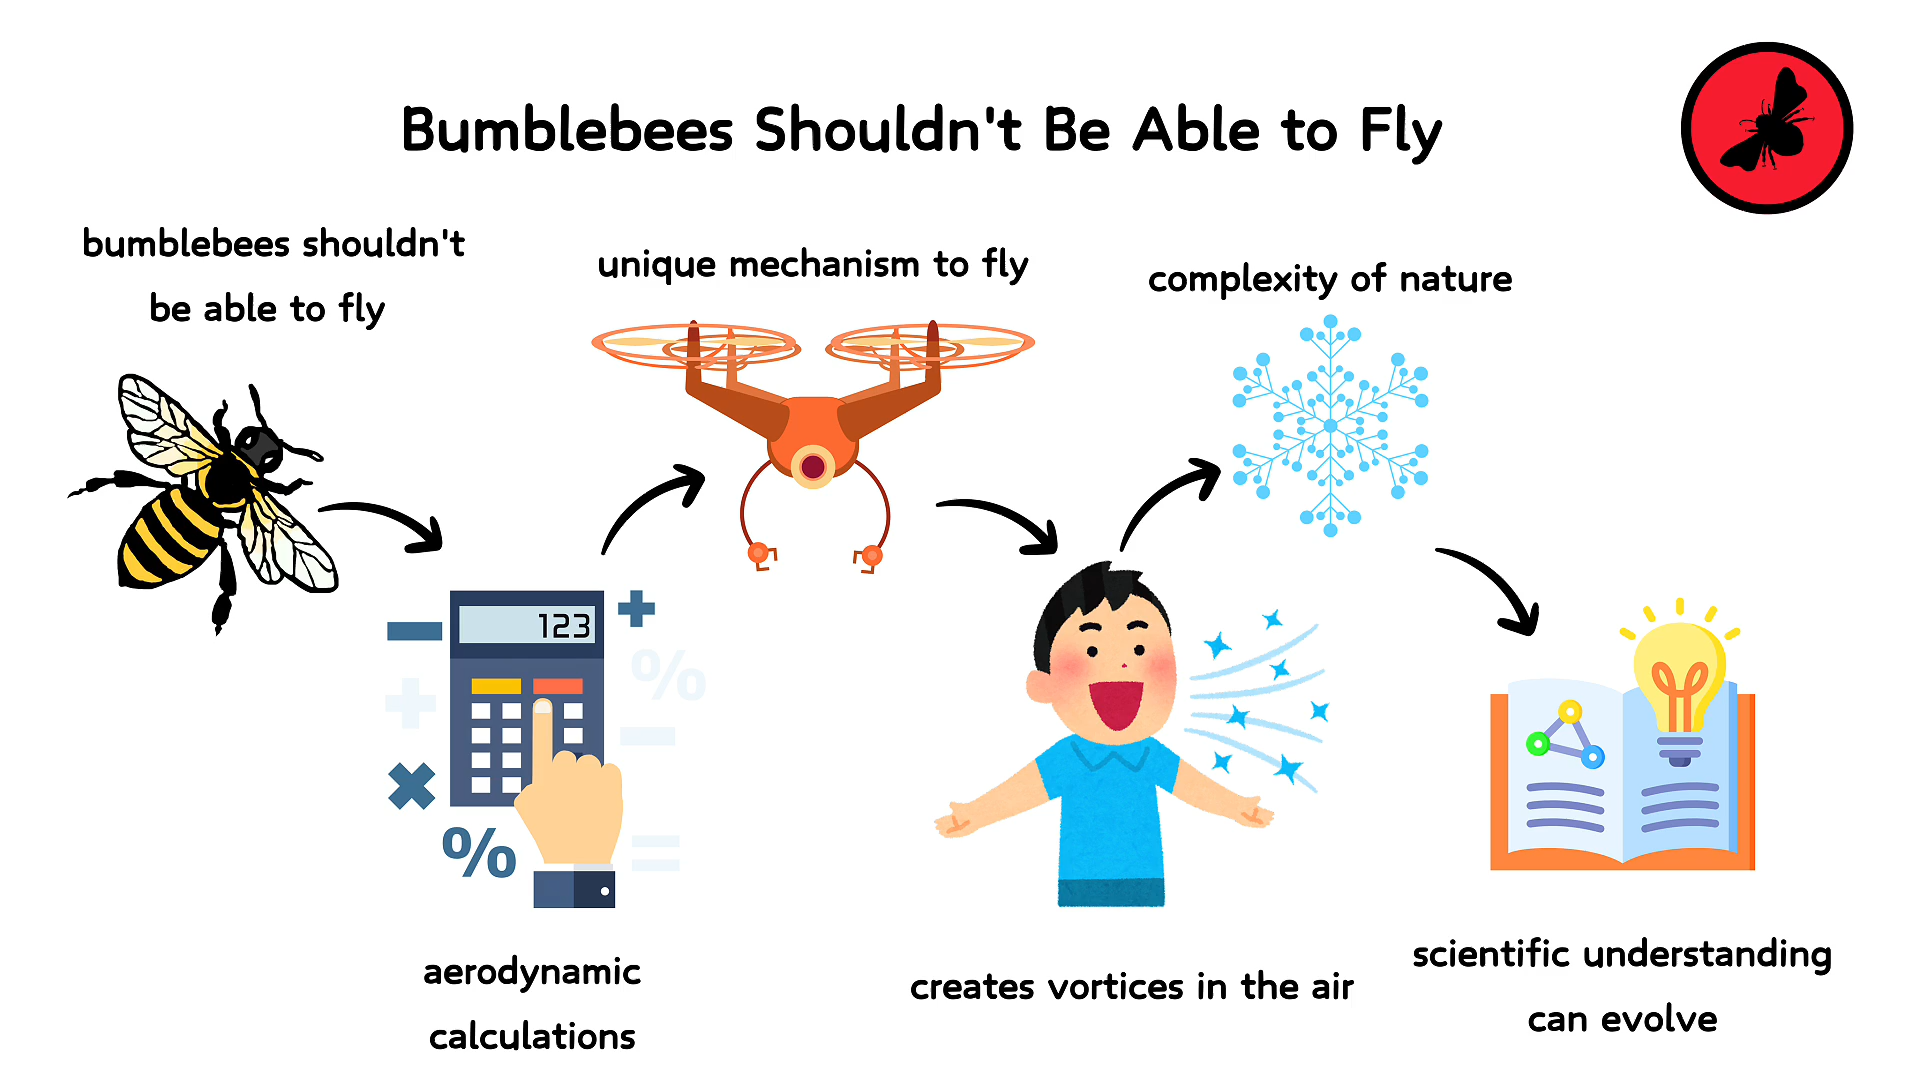 Bumblebees Shouldn't Be Able to Fly
bumblebees shouldn't
be able to fly
123
+
-
%
+
-
×
%
=
aerodynamic
calculations
unique mechanism to fly
creates vortices in the air
complexity of nature
scientific understanding
can evolve